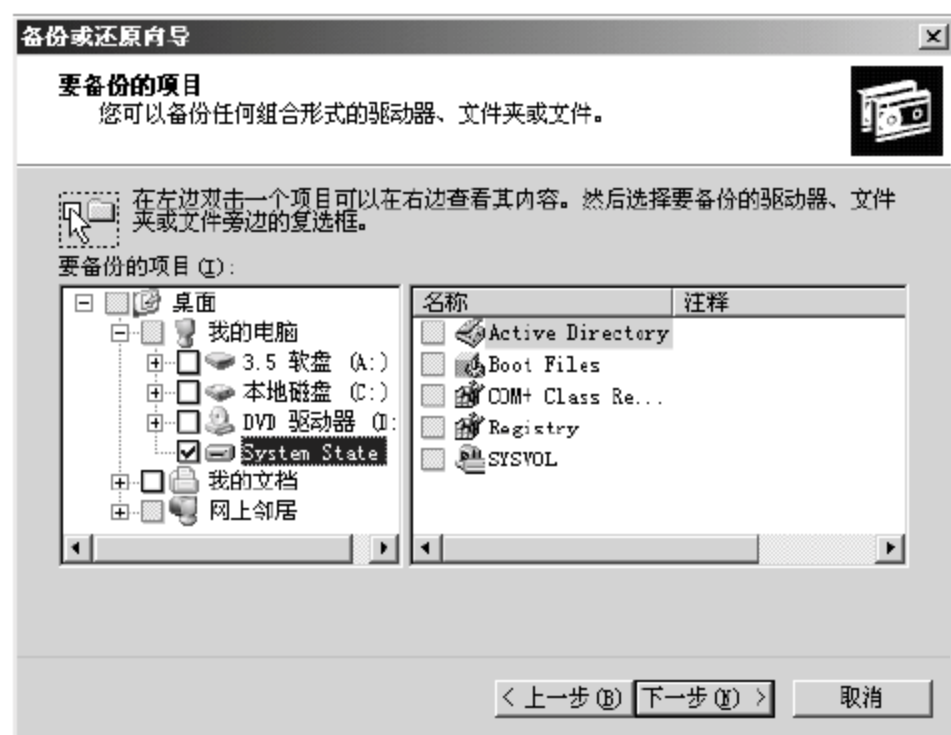 备份或还原向导
要备份的项目
您可以备份任何组合形式的驱动器、文件夹或文件。
在左边双击一个项目可以在右边查看其内容。然后选择要备份的驱动器、文件
夹或文件旁边的复选框。
要备份的项目(I):
桌面
我的电脑
3.5 软盘 (A:)
本地磁盘 (C:)
DVD 驱动器 (D:
System State
我的文档
网上邻居
名称 注释
Active Directory
Boot Files
COM+ Class Re...
Registry
SYSVOL
< 上一步(B) 下一步(N) > 取消